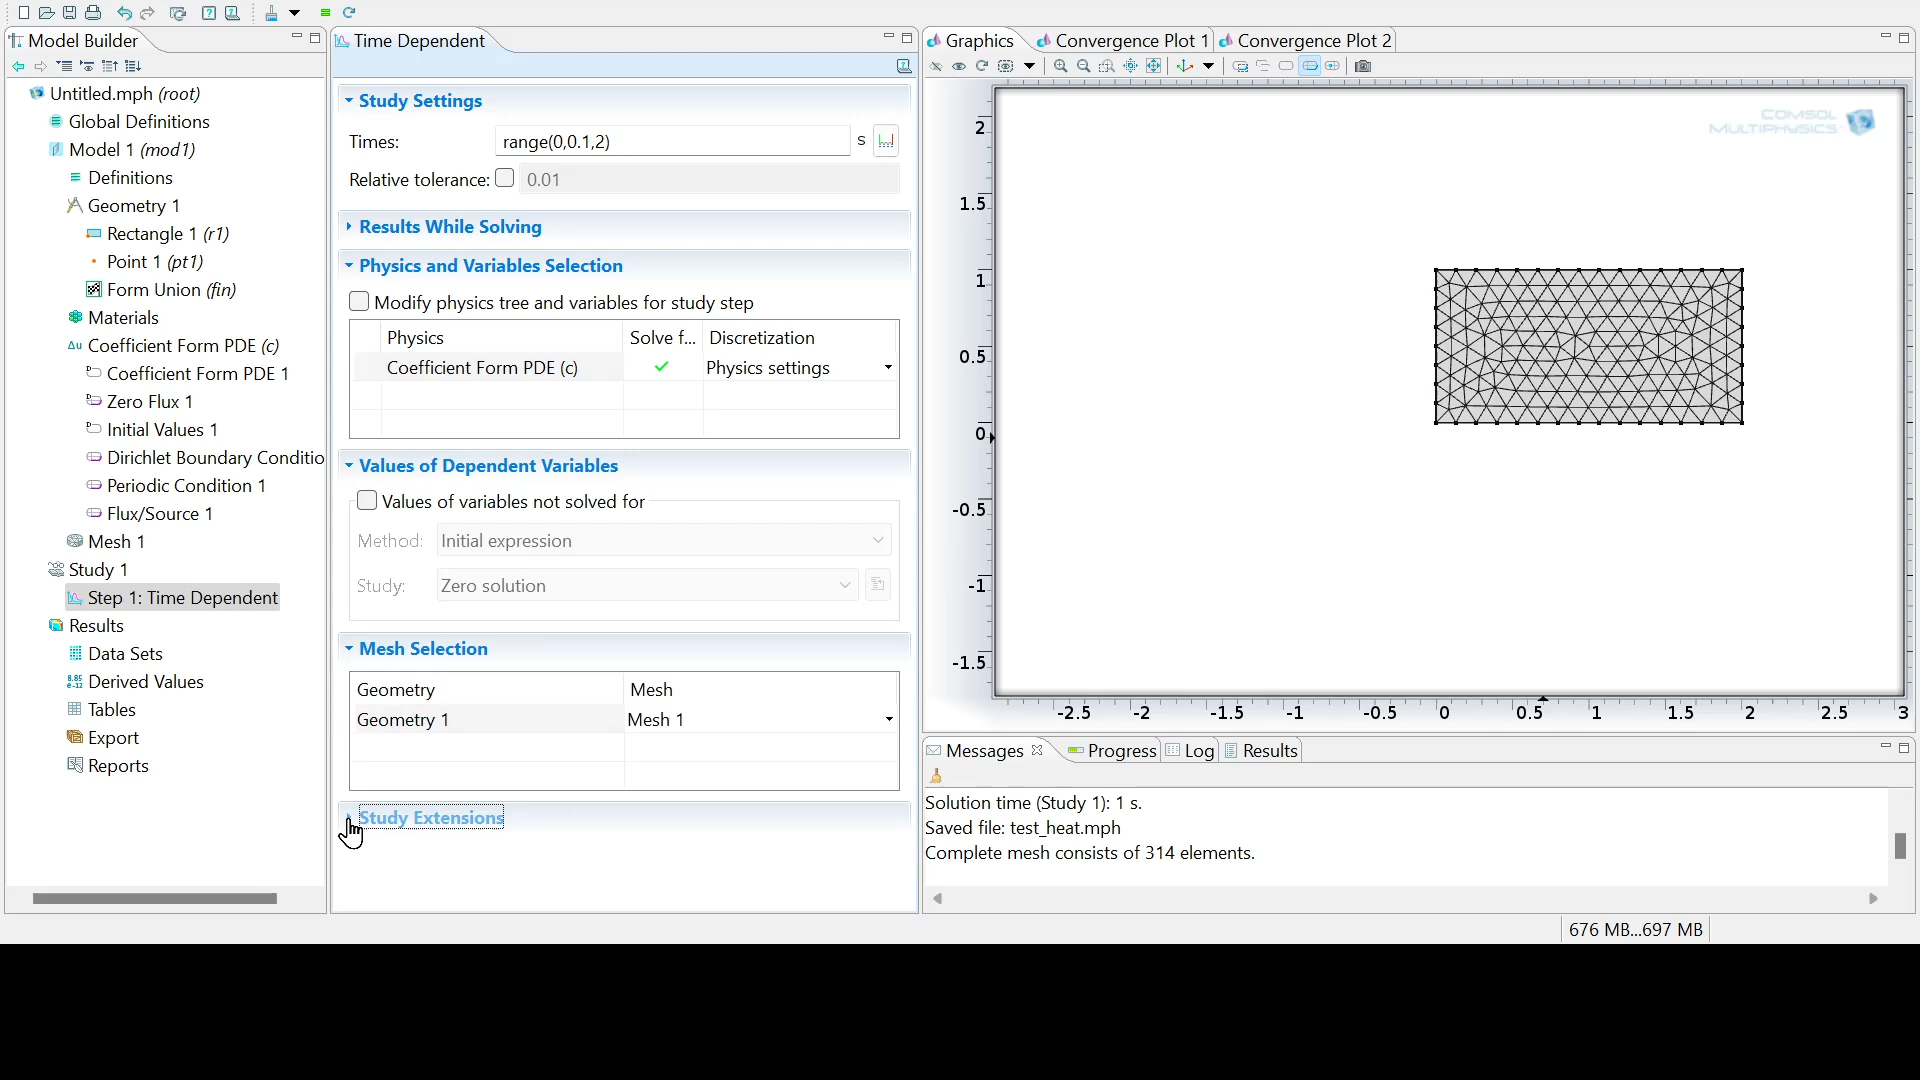 Model Builder
Untitled.mph (root)
Global Definitions
Model 1 (mod1)
Definitions
Geometry 1
Rectangle 1 (r1)
Point 1 (pt1)
Form Union (fin)
Materials
Coefficient Form PDE (c)
Coefficient Form PDE 1
Zero Flux 1
Initial Values 1
Dirichlet Boundary Conditio
Periodic Condition 1
Flux/Source 1
Mesh 1
Study 1
Step 1: Time Dependent
Results
Data Sets
Derived Values
Tables
Export
Reports
Time Dependent
Study Settings
Times: range(0,0.1,2) s
Relative tolerance: 0.01
Results While Solving
Physics and Variables Selection
Modify physics tree and variables for study step
Physics Solve f... Discretization
Coefficient Form PDE (c) Physics settings
Values of Dependent Variables
Values of variables not solved for
Method: Initial expression
Study: Zero solution
Mesh Selection
Geometry Mesh
Geometry 1 Mesh 1
Study Extensions
Graphics Convergence Plot 1 Convergence Plot 2
COMSOL
MULTIPHYSICS
2
1.5
1
0.5
0
-0.5
-1
-1.5
-2.5 -2 -1.5 -1 -0.5 0 0.5 1 1.5 2 2.5 3
Messages Progress Log Results
Solution time (Study 1): 1 s.
Saved file: test_heat.mph
Complete mesh consists of 314 elements.
676 MB...697 MB